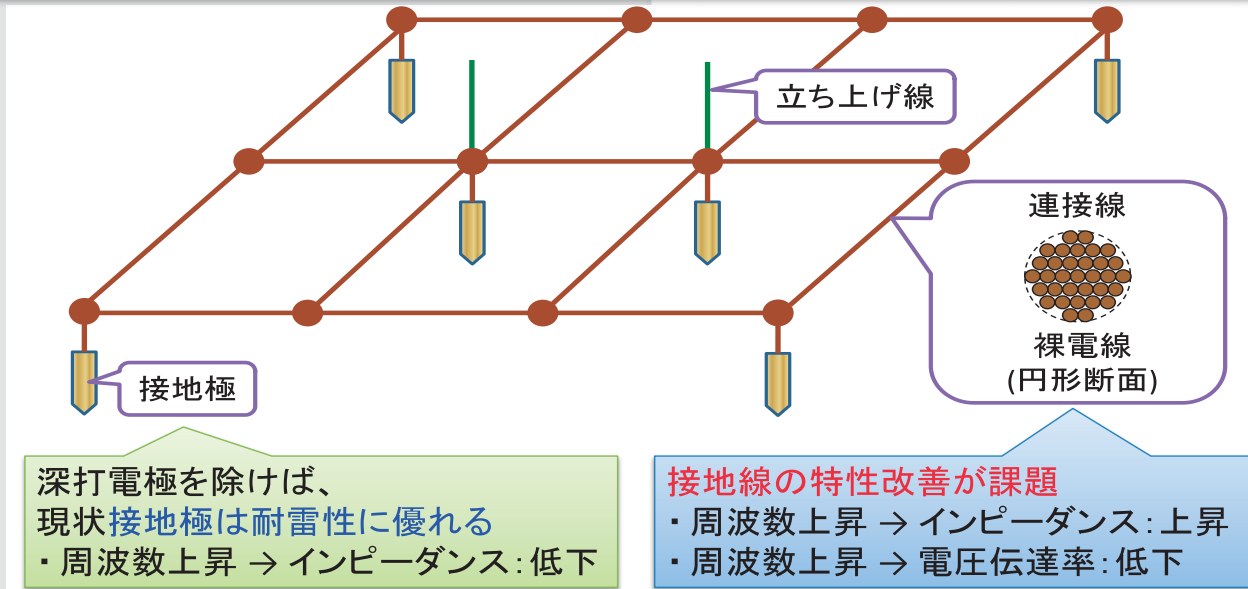 立ち上げ線
連接線
裸電線
(円形断面)
接地極
深打電極を除けば、
現状接地極は耐雷性に優れる
・周波数上昇 → インピーダンス：低下
接地線の特性改善が課題
・周波数上昇 → インピーダンス：上昇
・周波数上昇 → 電圧伝達率：低下